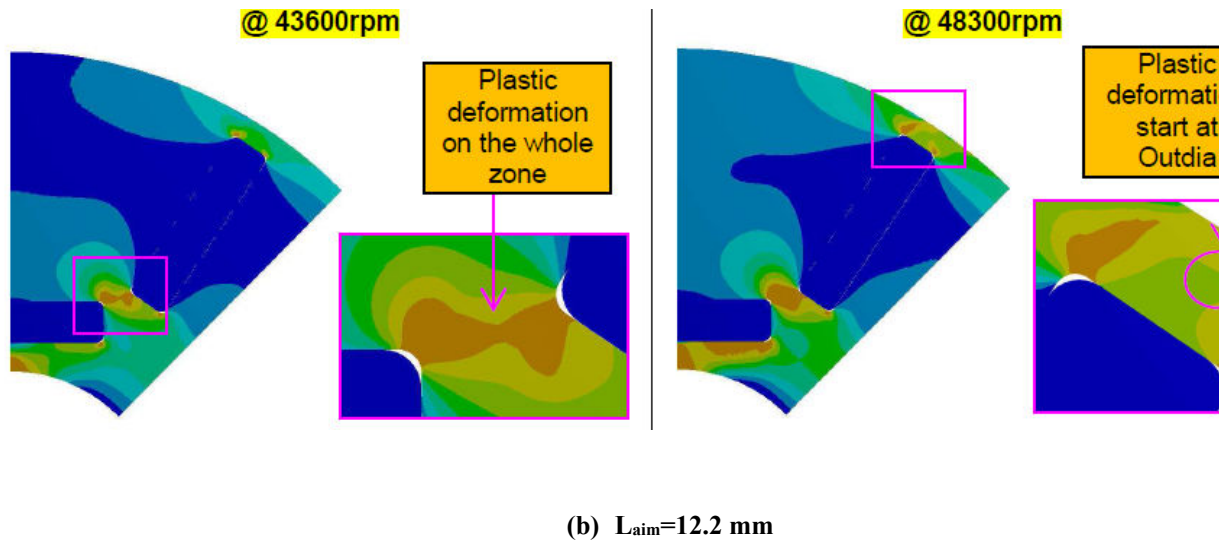 @ 43600rpm
Plastic
deformation
on the whole
zone
@ 48300rpm
Plastic
deformati
start at
Outdia
(b) Laim=12.2 mm